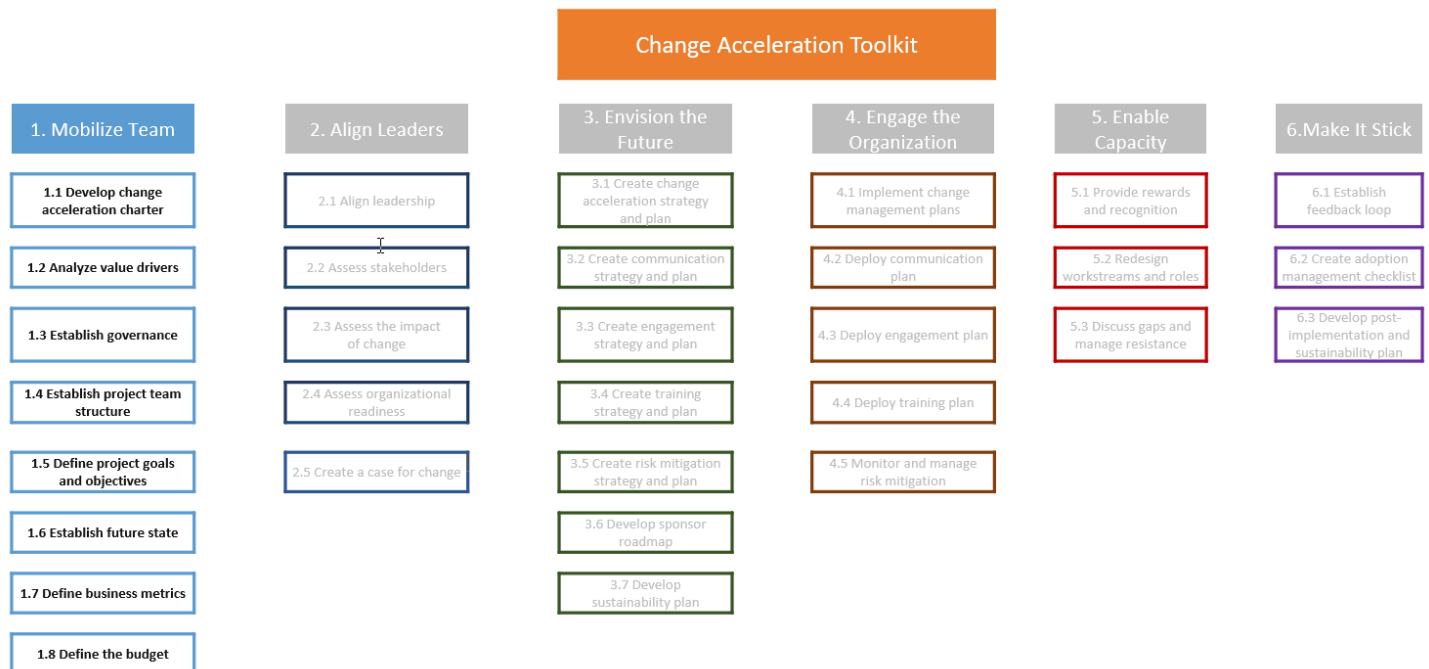 Change Acceleration Toolkit
1. Mobilize Team
1.1 Develop change
acceleration charter
1.2 Analyze value drivers
1.3 Establish governance
1.4 Establish project team
structure
1.5 Define project goals
and objectives
1.6 Establish future state
1.7 Define business metrics
1.8 Define the budget
2. Align Leaders
2.1 Align leadership
2.2 Assess stakeholders
2.3 Assess the impact
of change
2.4 Assess organizational
readiness
2.5 Create a case for change
3. Envision the
Future
3.1 Create change
acceleration strategy
and plan
3.2 Create communication
strategy and plan
3.3 Create engagement
strategy and plan
3.4 Create training
strategy and plan
3.5 Create risk mitigation
strategy and plan
3.6 Develop sponsor
roadmap
3.7 Develop
sustainability plan
4. Engage the
Organization
4.1 Implement change
management plans
4.2 Deploy communication
plan
4.3 Deploy engagement plan
4.4 Deploy training plan
4.5 Monitor and manage
risk mitigation
5. Enable
Capacity
5.1 Provide rewards
and recognition
5.2 Redesign
workstreams and roles
5.3 Discuss gaps and
manage resistance
6.Make It Stick
6.1 Establish
feedback loop
6.2 Create adoption
management checklist
6.3 Develop post-
implementation and
sustainability plan